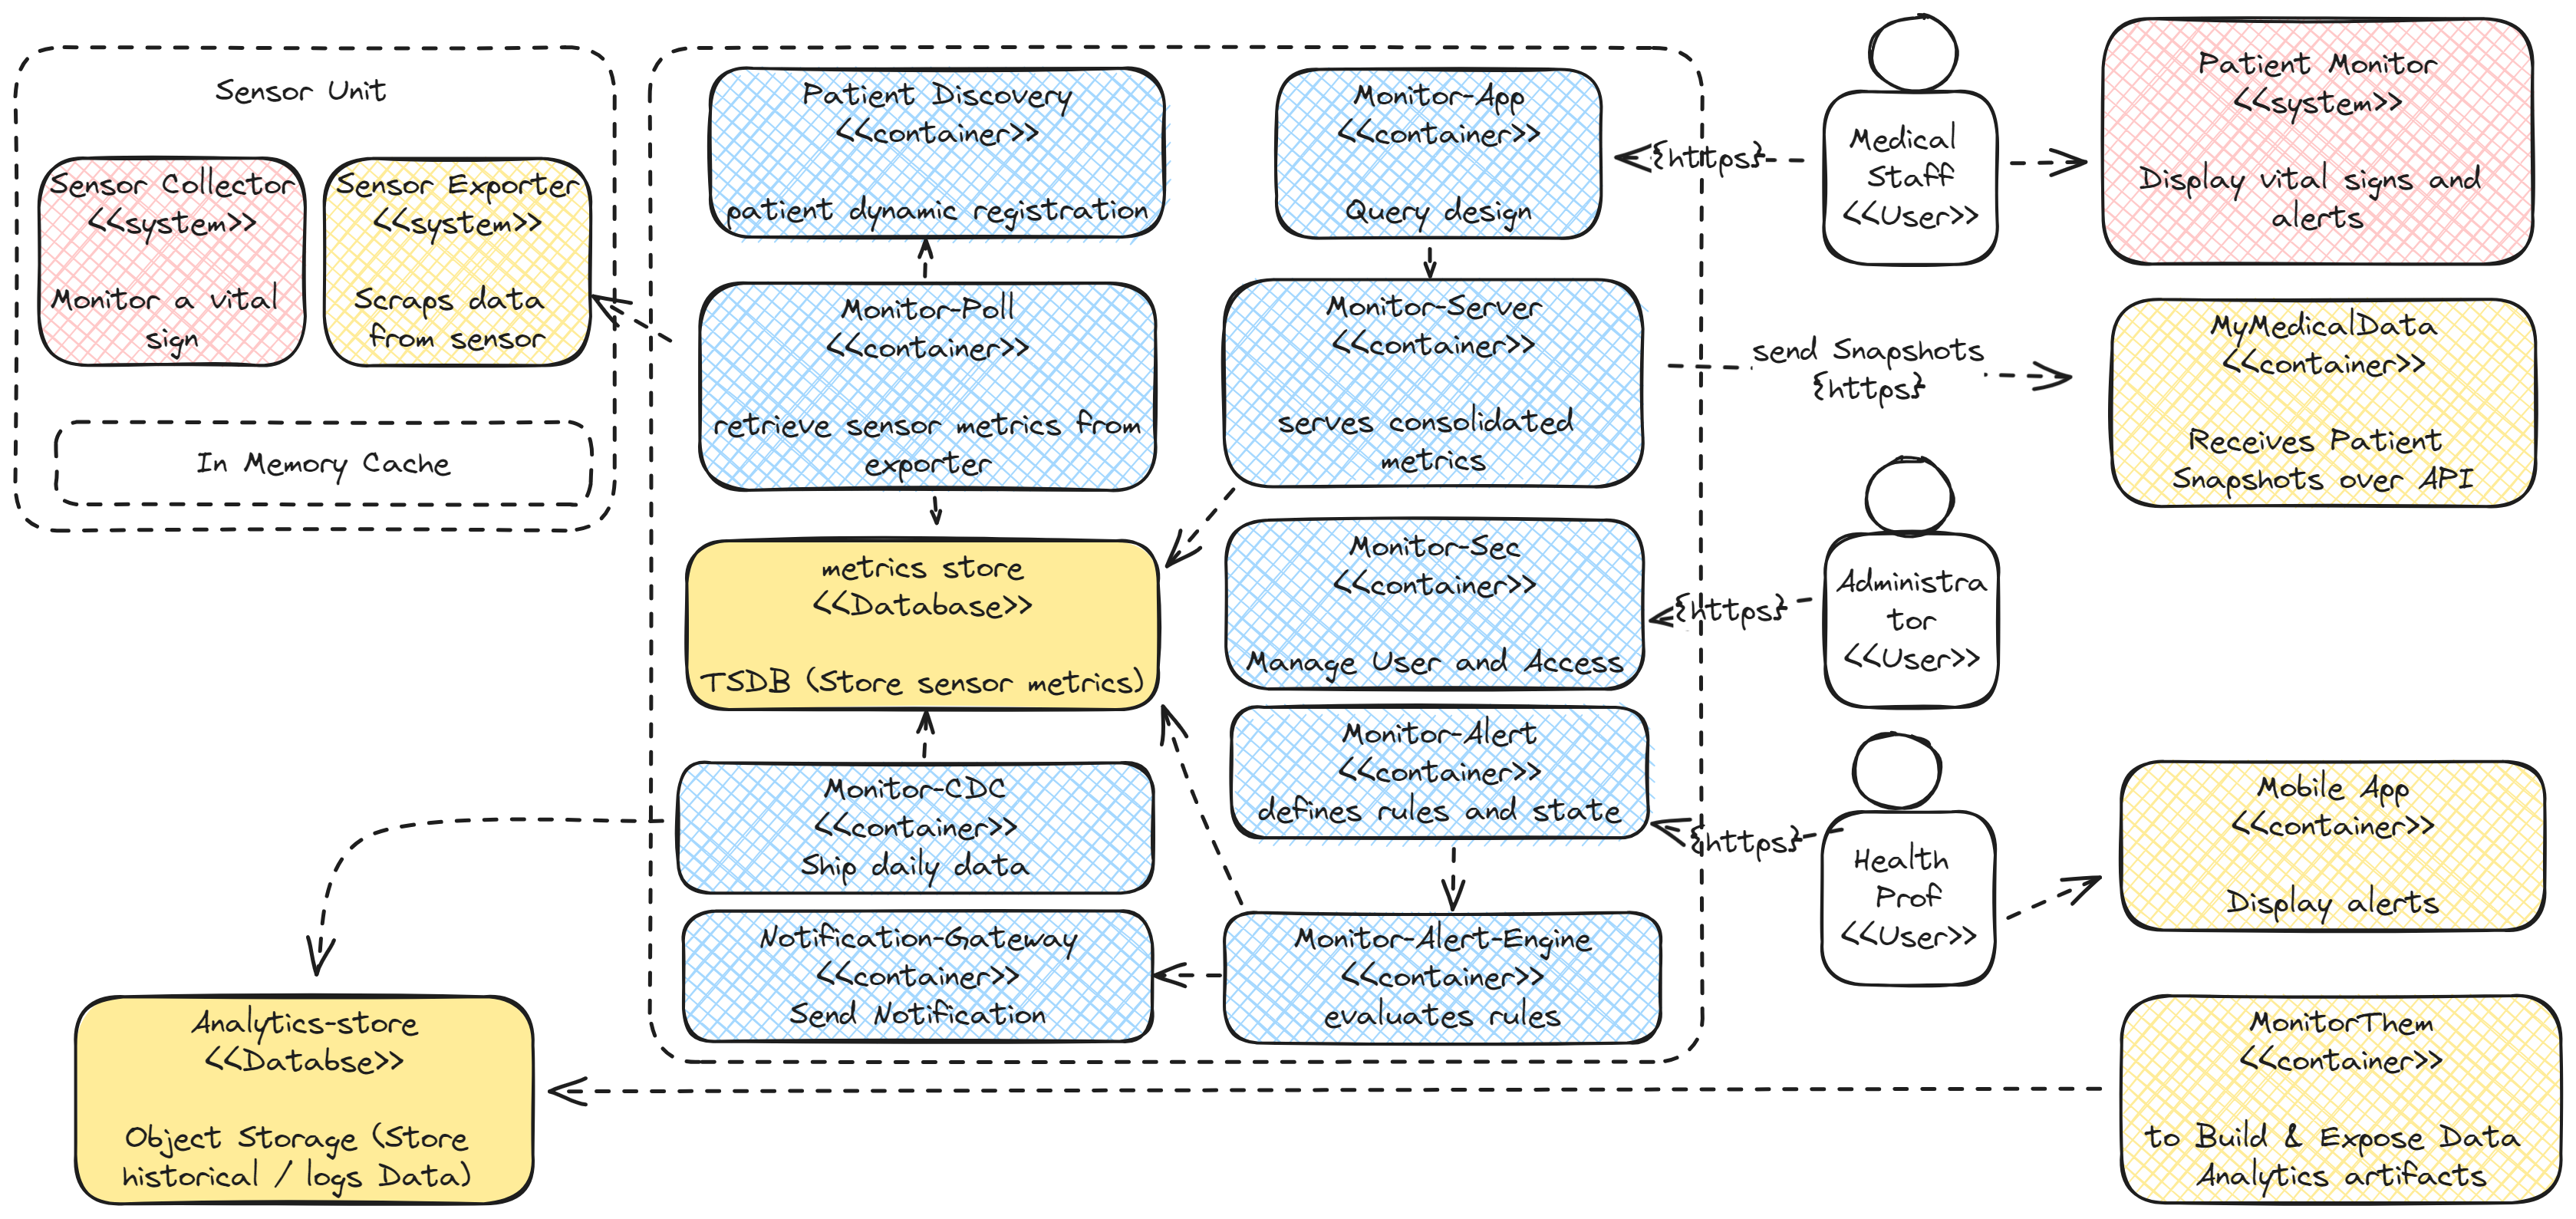 Sensor Unit
Sensor Collector
<<system>>
Monitor a vital
sign
Sensor Exporter
<<system>>
Scraps data
from sensor
In Memory Cache
Patient Discovery
<<container>>
patient dynamic registration
Monitor-App
<<container>>
Query design
Monitor-Poll
<<container>>
retrieve sensor metrics from
exporter
Monitor-Server
<<container>>
serves consolidated
metrics
metrics store
<<Database>>
TSDB (Store sensor metrics)
Monitor-Sec
<<container>>
Manage User and Access
Monitor-Alert
<<container>>
defines rules and state
Monitor-CDC
<<container>>
Ship daily data
Notification-Gateway
<<container>>
Send Notification
Monitor-Alert-Engine
<<container>>
evaluates rules
{https}
Medical
Staff
<<User>>
Patient Monitor
<<system>>
Display vital signs and
alerts
send Snapshots
{https}
MyMedicalData
<<container>>
Receives Patient
Snapshots over API
{https}
Administra
tor
<<User>>
{https}
Health
Prof
<<User>>
Mobile App
<<container>>
Display alerts
Analytics-store
<<Databse>>
Object Storage (Store
historical / logs Data)
MonitorThem
<<container>>
to Build & Expose Data
Analytics artifacts